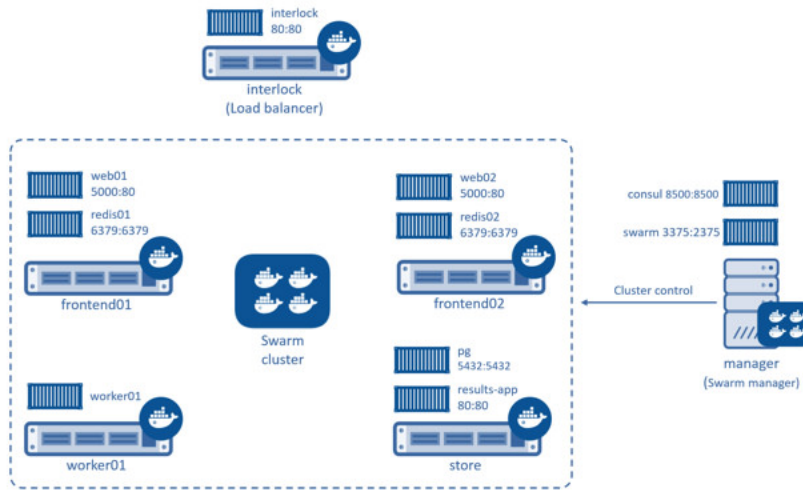 interlock
80:80
interlock
(Load balancer)
web01
5000:80
redis01
6379:6379
frontend01
web02
5000:80
redis02
6379:6379
frontend02
Swarm
cluster
worker01
worker01
pg
5432:5432
results-app
80:80
store
consul 8500:8500
swarm 3375:2375
Cluster control
manager
(Swarm manager)